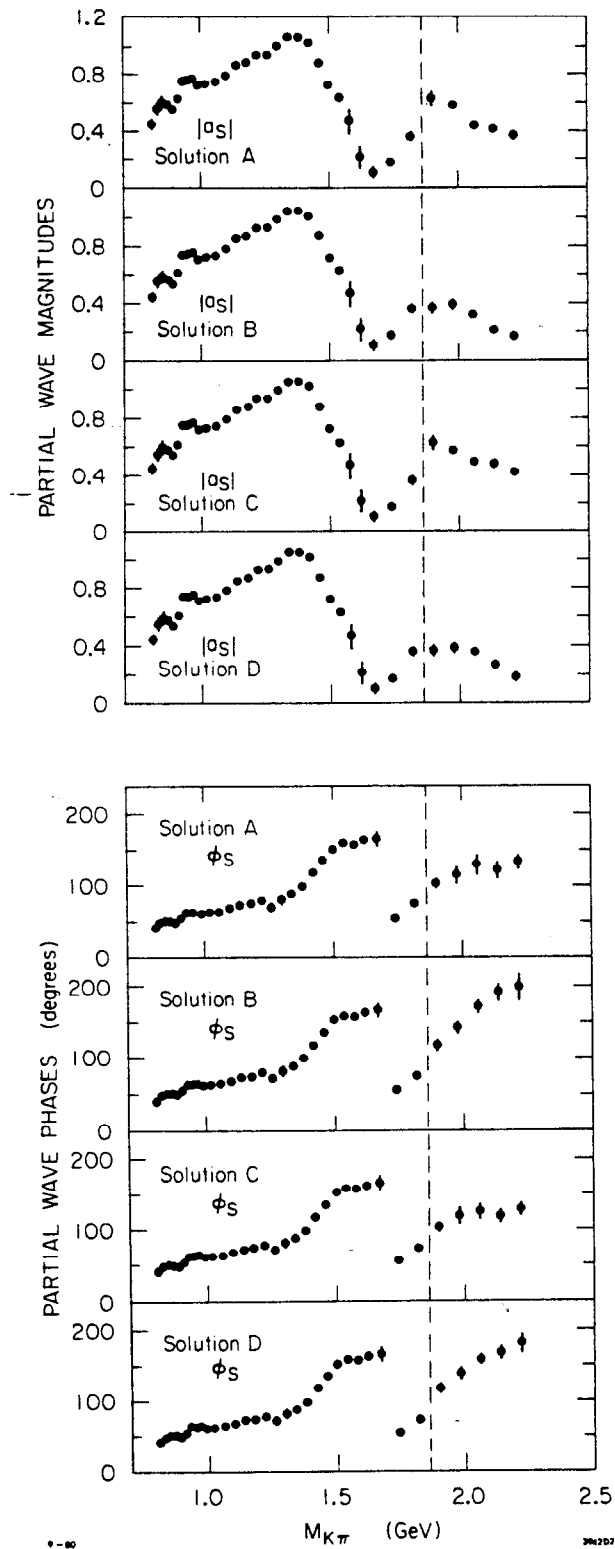 PARTIAL WAVE MAGNITUDES
1.2
0.8
0.4
0
|aS|
Solution A
0.8
0.4
0
|aS|
Solution B
0.8
0.4
0
|aS|
Solution C
0.8
0.4
0
|aS|
Solution D
PARTIAL WAVE PHASES (degrees)
200
100
0
Solution A
ϕS
200
100
0
Solution B
ϕS
200
100
0
Solution C
ϕS
200
100
0
Solution D
ϕS
1.0 1.5 2.0 2.5
MKπ (GeV)
9-80